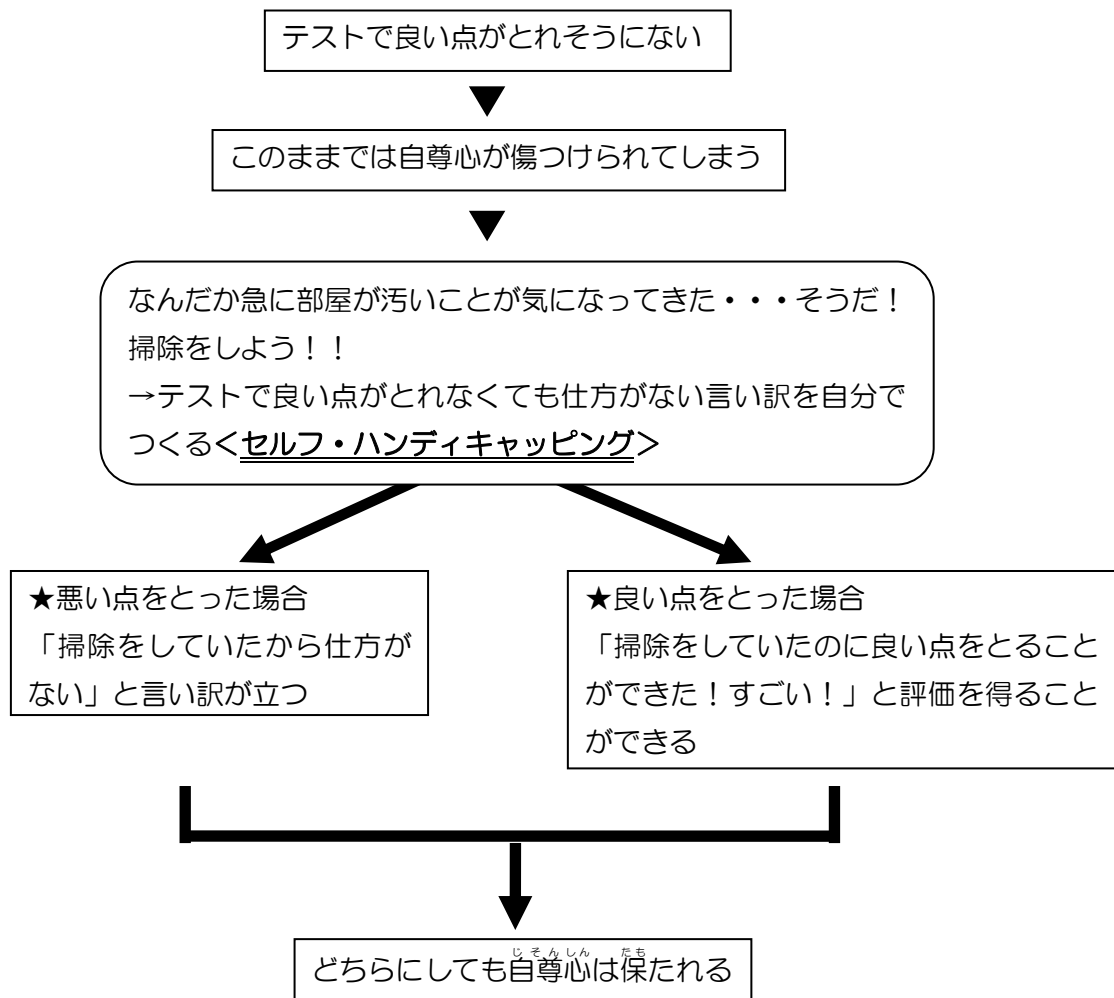 テストで良い点がとれそうにない
このままでは自尊心が傷つけられてしまう
なんだか急に部屋が汚いことが気になってきた・・・そうだ！
掃除をしよう！！
→テストで良い点がとれなくても仕方がない言い訳を自分で
つくる<セルフ・ハンディキャッピング>
★悪い点をとった場合
「掃除をしていたから仕方が
ない」と言い訳が立つ
★良い点をとった場合
「掃除をしていたのに良い点をとること
ができた！すごい！」と評価を得ること
ができる
じそんしん たも
どちらにしても自尊心は保たれる